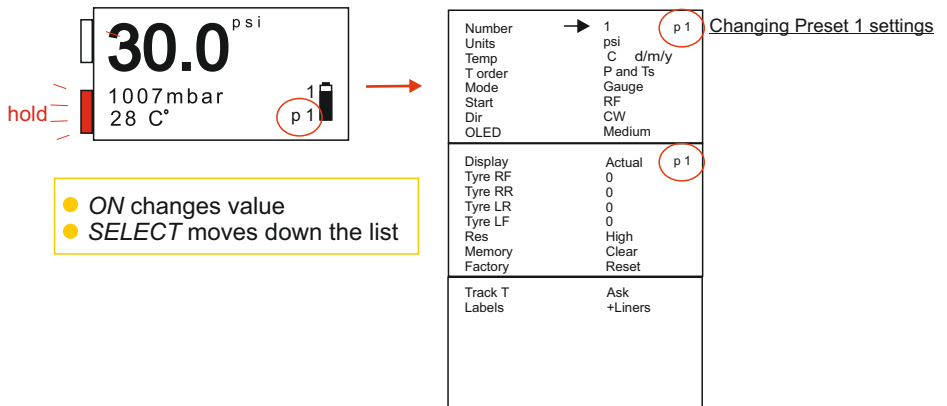 30.0 psi
1007mbar 1
28 C° p 1
hold
ON changes value
SELECT moves down the list
Number 1 p 1
Units psi
Temp C d/m/y
T order P and Ts
Mode Gauge
Start RF
Dir CW
OLED Medium
Display Actual p 1
Tyre RF 0
Tyre RR 0
Tyre LR 0
Tyre LF 0
Res High
Memory Clear
Factory Reset
Track T Ask
Labels +Liners
Changing Preset 1 settings